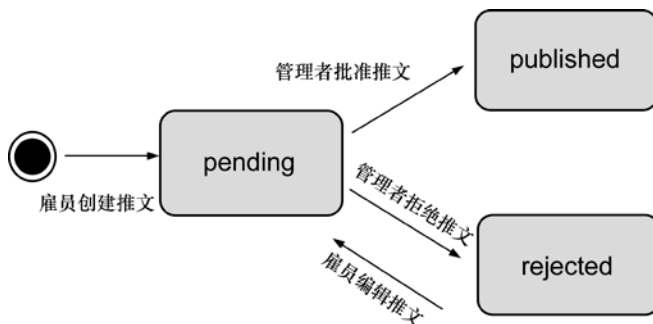 published
管理者批准推文
pending
雇员创建推文
管理者拒绝推文
rejected
雇员编辑推文